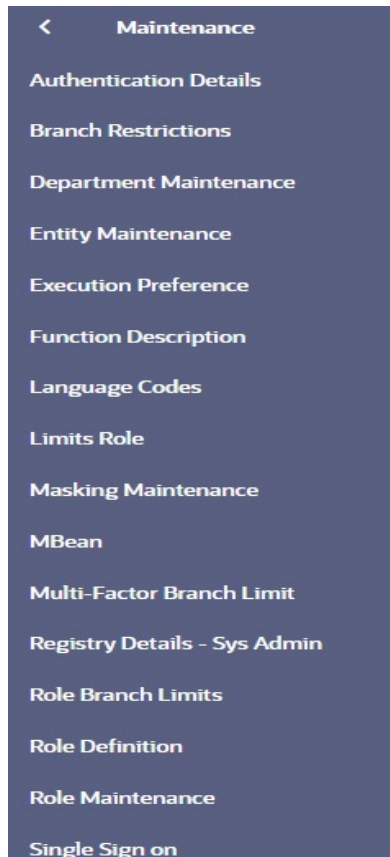 Maintenance
Authentication Details
Branch Restrictions
Department Maintenance
Entity Maintenance
Execution Preference
Function Description
Language Codes
Limits Role
Masking Maintenance
MBean
Multi-Factor Branch Limit
Registry Details - Sys Admin
Role Branch Limits
Role Definition
Role Maintenance
Single Sign on